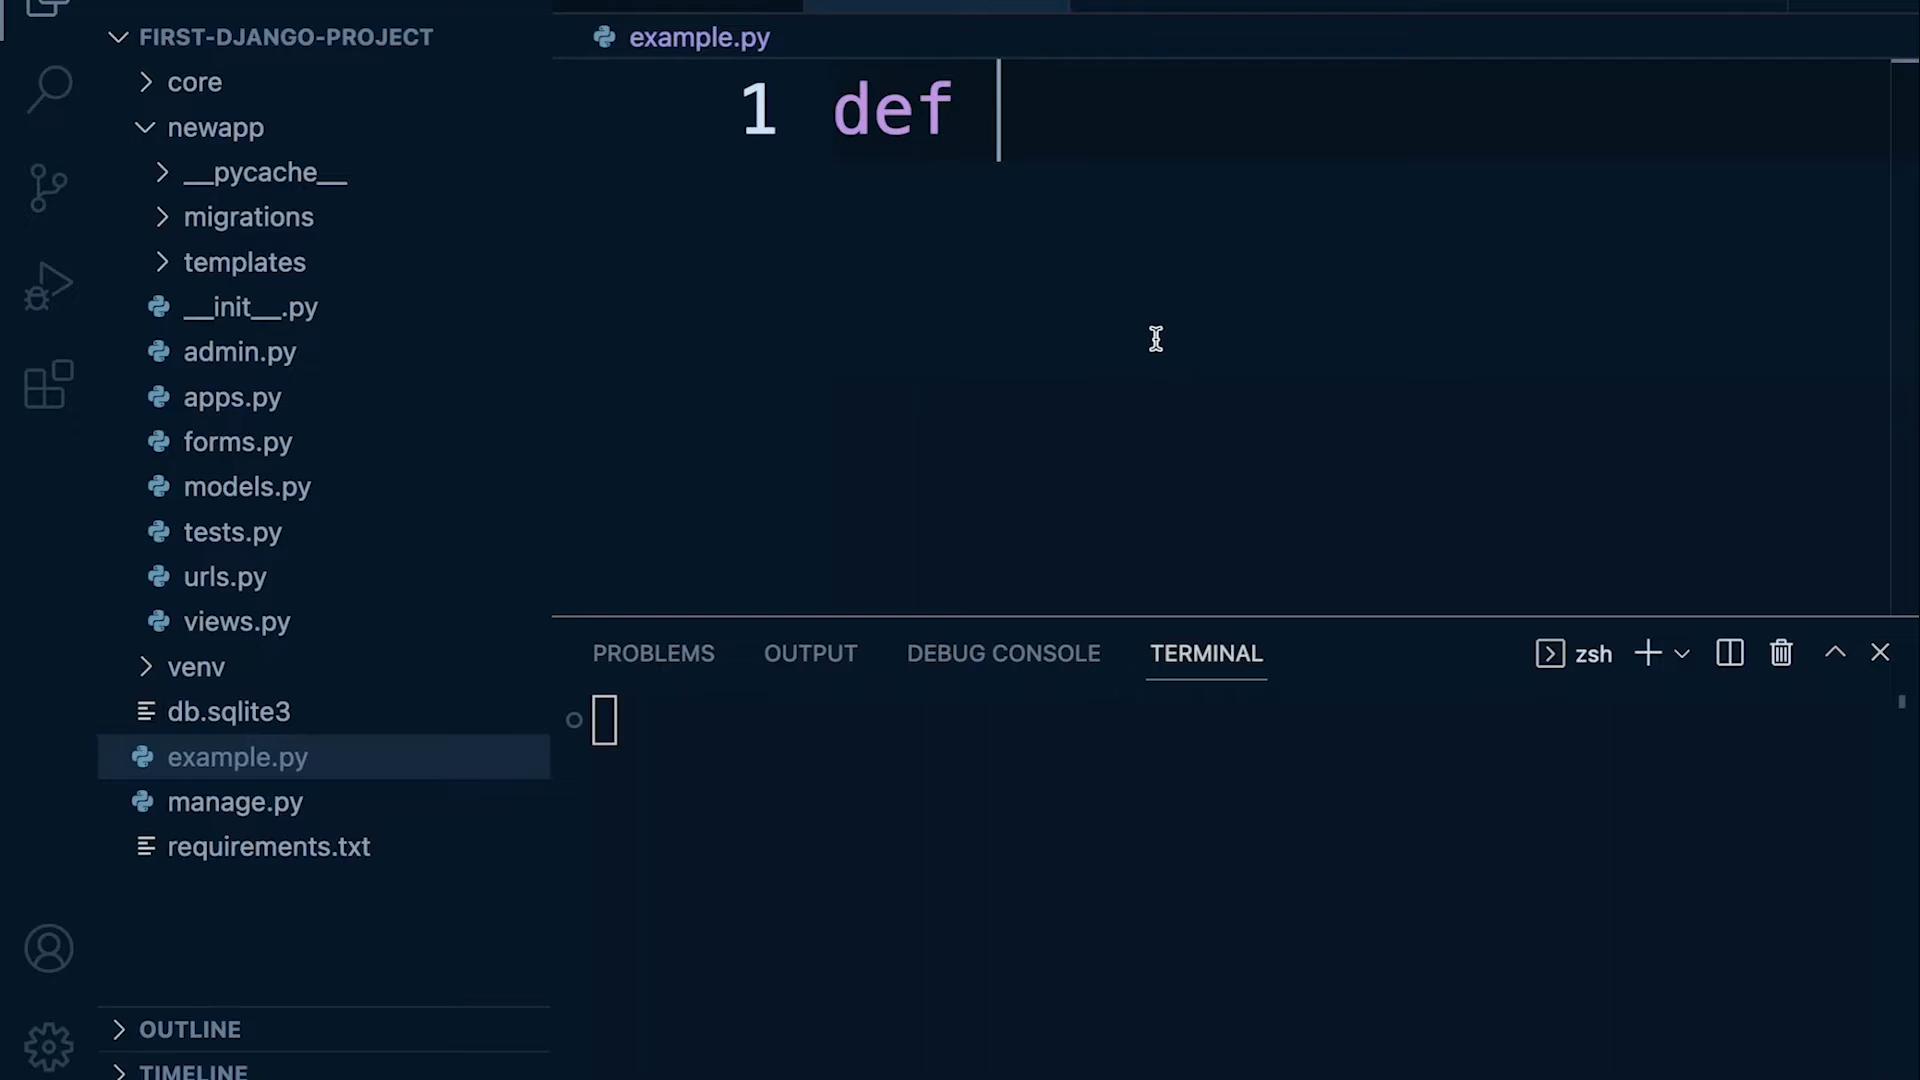 FIRST-DJANGO-PROJECT
core
newapp
__pycache__
migrations
templates
__init__.py
admin.py
apps.py
forms.py
models.py
tests.py
urls.py
views.py
venv
db.sqlite3
example.py
manage.py
requirements.txt
OUTLINE
TIMELINE
example.py
1 def
PROBLEMS OUTPUT DEBUG CONSOLE TERMINAL zsh